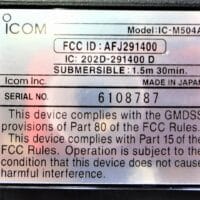 ICOM MODEL IC-M504A
FCC ID : AFJ291400
IC: 202D-291400 D
SUBMERSIBLE : 1.5m 30min.
Icom Inc. MADE IN JAPAN
SERIAL NO. 6108787
This device complies with the GMDSS
provisions of Part 80 of the FCC Rules.
This device complies with Part 15 of the
FCC Rules. Operation is subject to the
condition that this device does not cause
harmful interference.